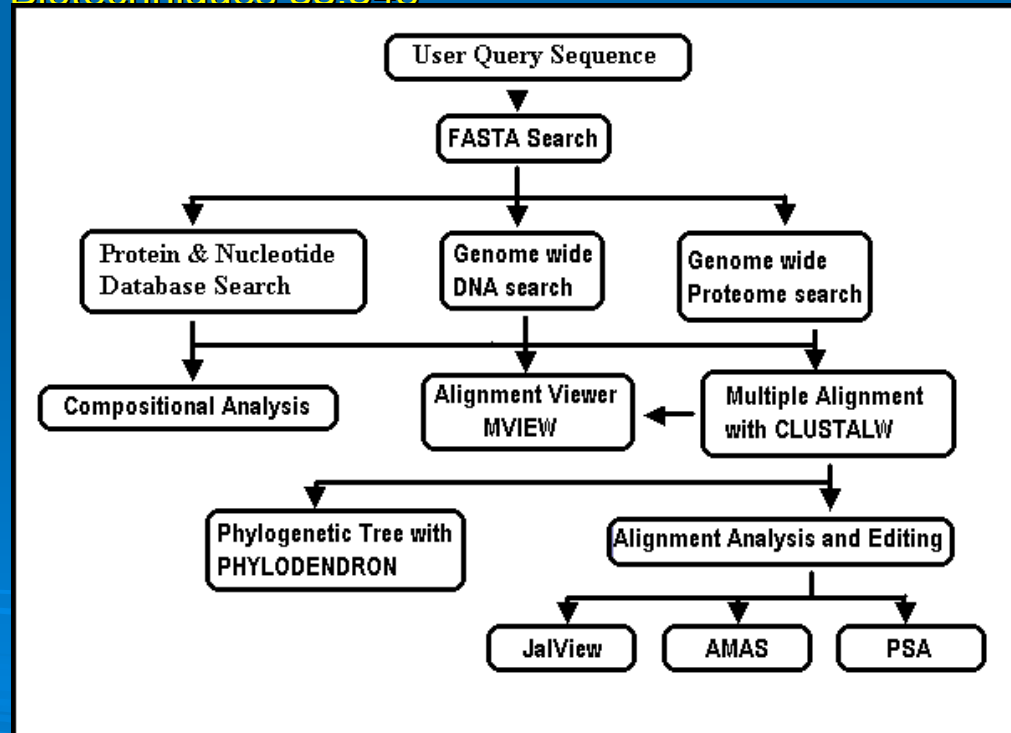 User Query Sequence
FASTA Search
Protein & Nucleotide
Database Search
Genome wide
DNA search
Genome wide
Proteome search
Compositional Analysis
Alignment Viewer
MVIEW
Multiple Alignment
with CLUSTALW
Phylogenetic Tree with
PHYLODENDRON
Alignment Analysis and Editing
JalView
AMAS
PSA